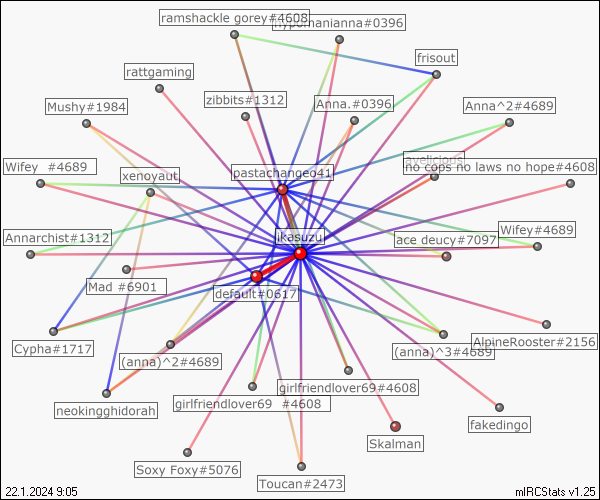 ramshackle gorey#4608
hypomanianna#0396
frisout
rattgaming
zibbits#1312
Anna.#0396
Mushy#1984
Anna^2#4689
avelicious
no cops no laws no hope#4608
Wifey  #4689
xenoyaut
pastachangeo41
Annarchist#1312
ikasuzu
ace deucy#7097
Wifey#4689
Mad #6901
default#0617
Cypha#1717
(anna)^2#4689
(anna)^3#4689
AlpineRooster#2156
girlfriendlover69#4608
girlfriendlover69  #4608
neokingghidorah
fakedingo
Skalman
Soxy Foxy#5076
Toucan#2473
22.1.2024 9:05
mIRCStats v1.25